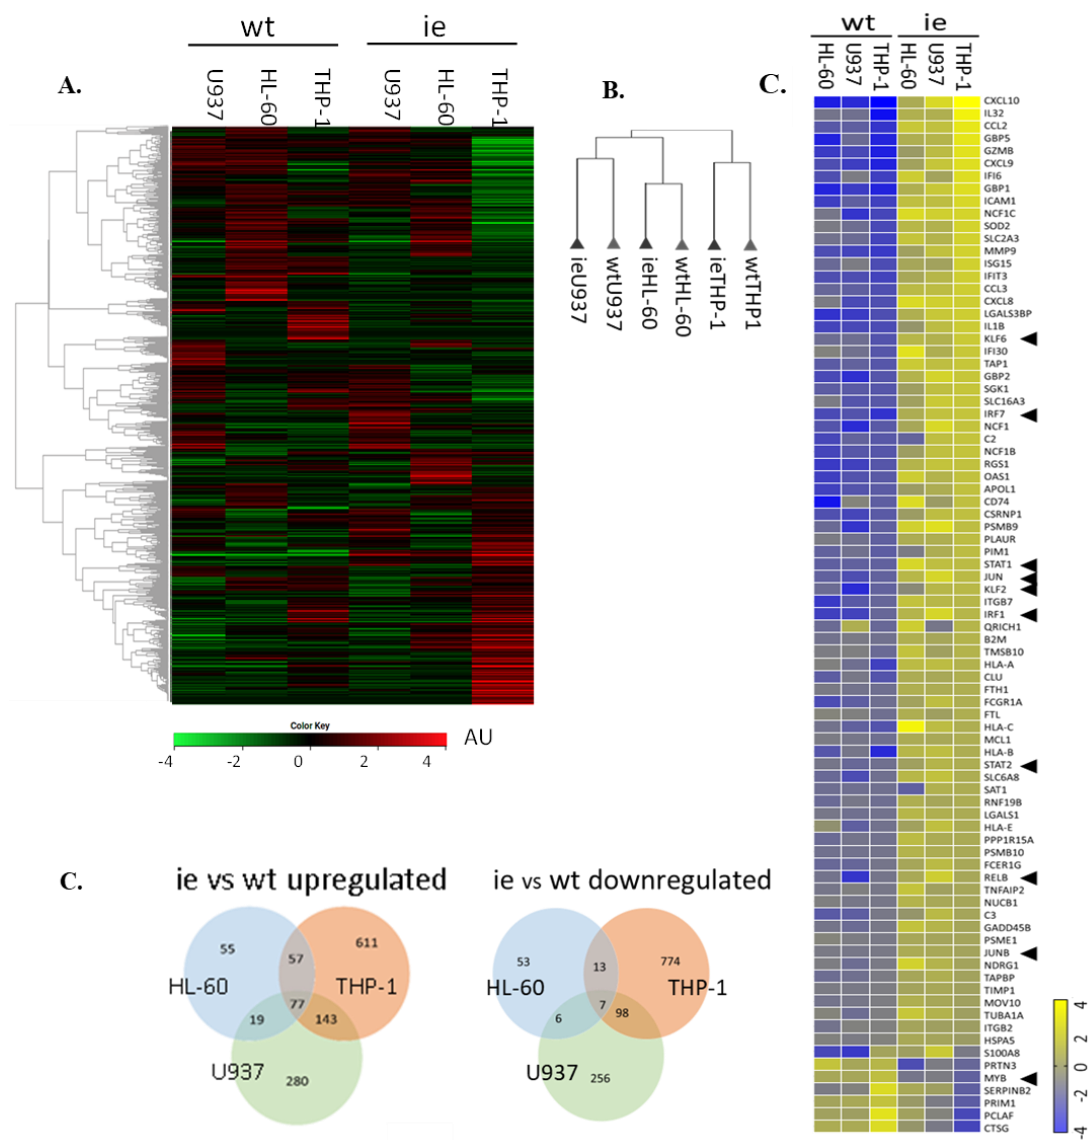 wt ie
A.
U937 HL-60 THP-1 U937 HL-60 THP-1
Color Key
-4 -2 0 2 4 AU
B.
ieU937 wtU937 ieHL-60 wtHL-60 ieTHP-1 wtTHP1
C.
wt ie
HL-60 U937 THP-1 HL-60 U937 THP-1
CXCL10
IL32
CCL2
GBP5
GZMB
CXCL9
IFI6
GBP1
ICAM1
NCF1C
SOD2
SLC2A3
MMP9
ISG15
IFIT3
CCL3
CXCL8
LGALS3BP
IL1B
KLF6
IFI30
TAP1
GBP2
SGK1
SLC16A3
IRF7
NCF1
C2
NCF1B
RGS1
OAS1
APOL1
CD74
CSRNP1
PSMB9
PLAUR
PIM1
STAT1
JUN
KLF2
ITGB7
IRF1
QRICH1
B2M
TMSB10
HLA-A
CLU
FTH1
FCGR1A
FTL
HLA-C
MCL1
HLA-B
STAT2
SLC6A8
SAT1
RNF19B
LGALS1
HLA-E
PPP1R15A
PSMB10
FCER1G
RELB
TNFAIP2
NUCB1
C3
GADD45B
PSME1
JUNB
NDRG1
TAPBP
TIMP1
MOV10
TUBA1A
ITGB2
HSPA5
S100A8
PRTN3
MYB
SERPINB2
PRIM1
PCLAF
CTSG
4
2
0
-2
-4
C.
ie vs wt upregulated
55 57 611
HL-60 THP-1
77
19 143
U937 280
ie vs wt downregulated
53 13 774
HL-60 THP-1
7
6 98
U937 256